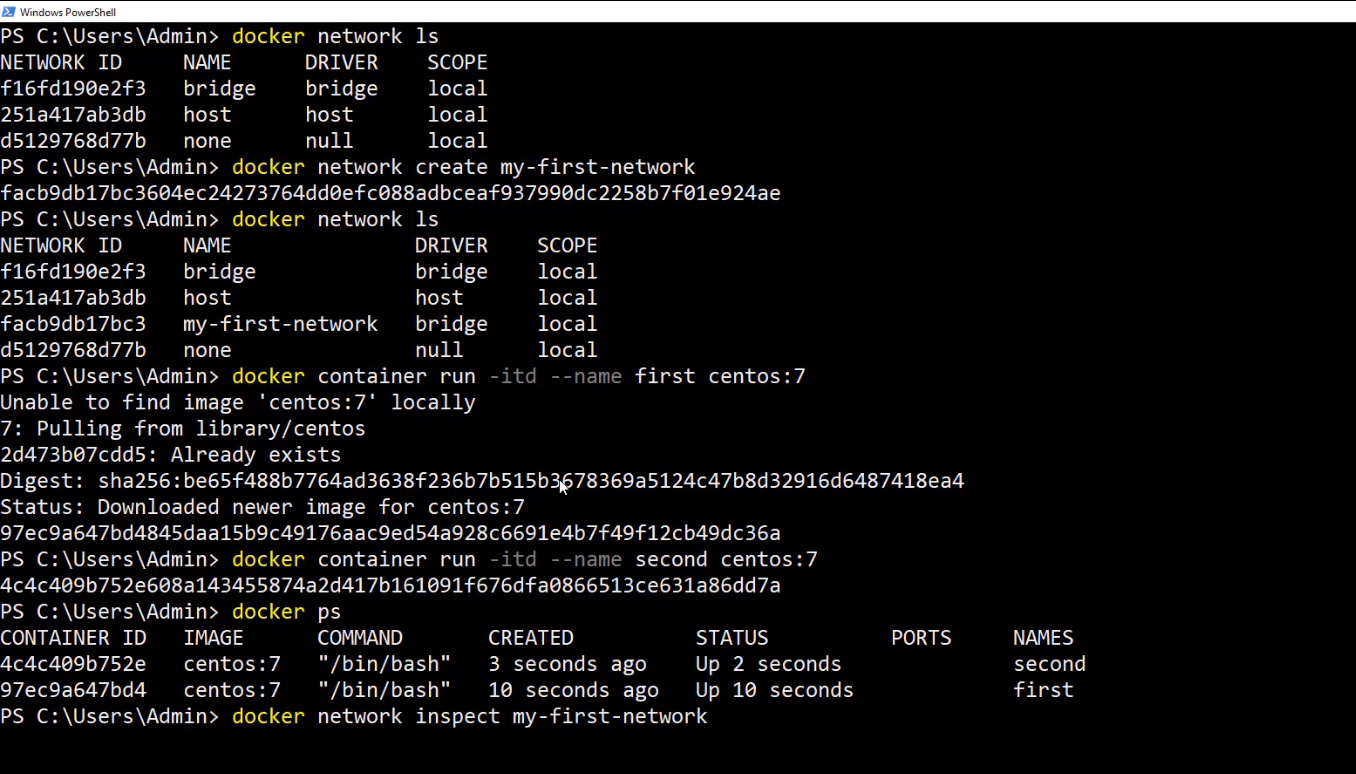 Windows PowerShell
PS C:\Users\Admin> docker network ls
NETWORK ID NAME DRIVER SCOPE
f16fd190e2f3 bridge bridge local
251a417ab3db host host local
d5129768d77b none null local
PS C:\Users\Admin> docker network create my-first-network
facb9db17bc3604ec24273764dd0efc088adbceaf937990dc2258b7f01e924ae
PS C:\Users\Admin> docker network ls
NETWORK ID NAME DRIVER SCOPE
f16fd190e2f3 bridge bridge local
251a417ab3db host host local
facb9db17bc3 my-first-network bridge local
d5129768d77b none null local
PS C:\Users\Admin> docker container run -itd --name first centos:7
Unable to find image 'centos:7' locally
7: Pulling from library/centos
2d473b07cdd5: Already exists
Digest: sha256:be65f488b7764ad3638f236b7b515b3678369a5124c47b8d32916d6487418ea4
Status: Downloaded newer image for centos:7
97ec9a647bd4845daa15b9c49176aac9ed54a928c6691e4b7f49f12cb49dc36a
PS C:\Users\Admin> docker container run -itd --name second centos:7
4c4c409b752e608a143455874a2d417b161091f676dfa0866513ce631a86dd7a
PS C:\Users\Admin> docker ps
CONTAINER ID IMAGE COMMAND CREATED STATUS PORTS NAMES
4c4c409b752e centos:7 "/bin/bash" 3 seconds ago Up 2 seconds second
97ec9a647bd4 centos:7 "/bin/bash" 10 seconds ago Up 10 seconds first
PS C:\Users\Admin> docker network inspect my-first-network